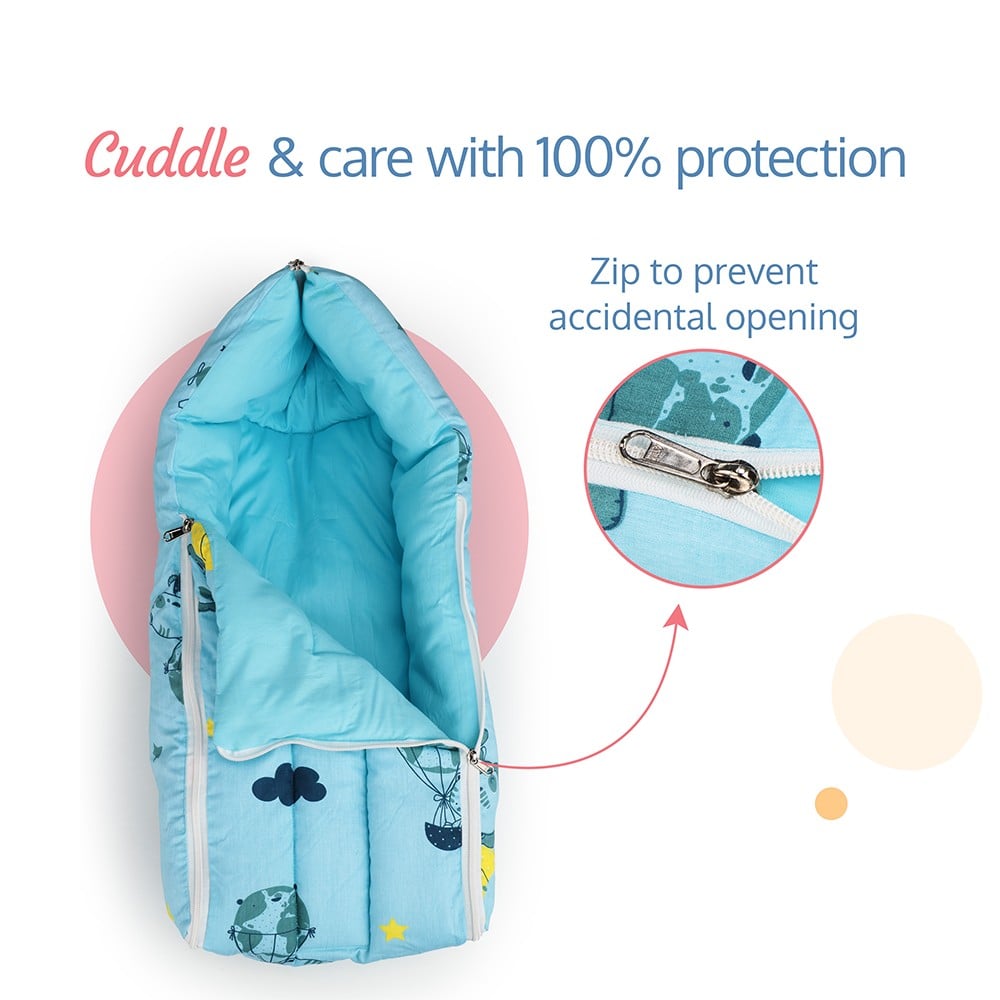 Cuddle & care with 100% protection
Zip to prevent
accidental opening